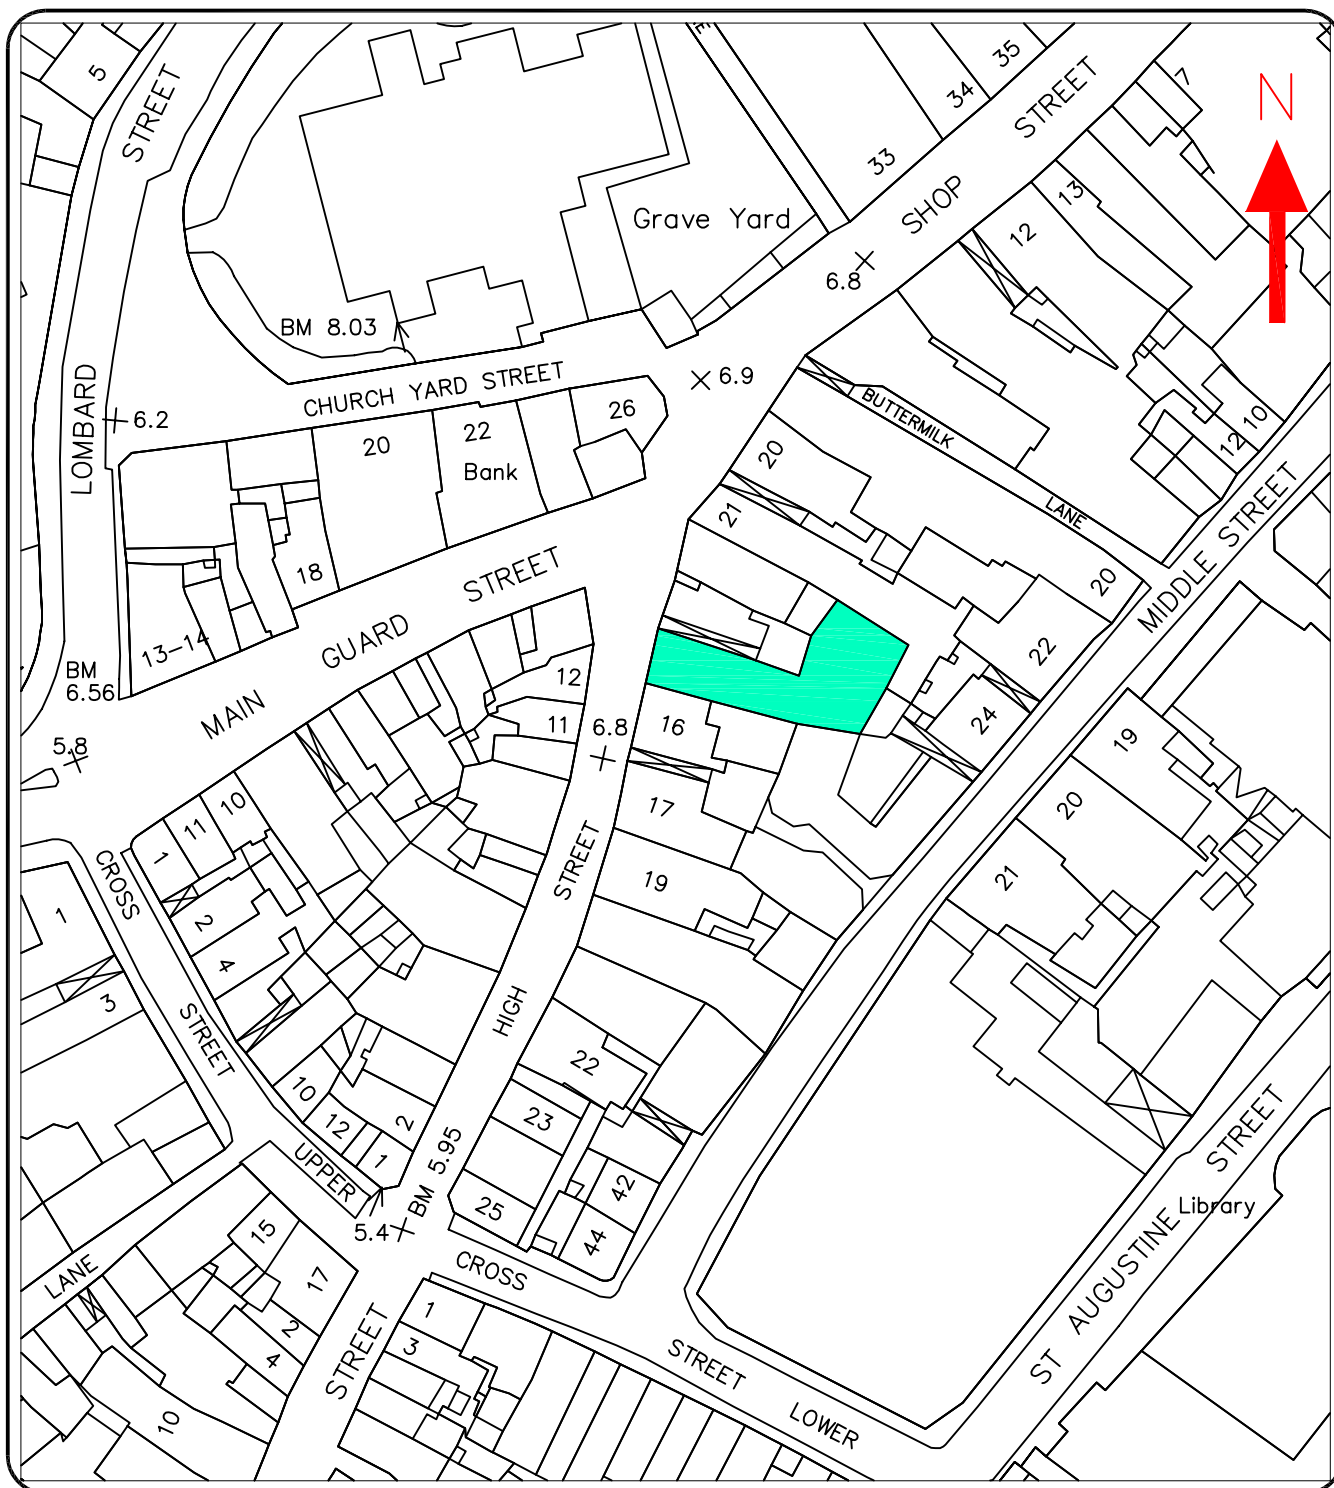 5
STREET
E
35
34
33
STREET
7
N
SHOP
13
12
Grave Yard
6.8
BM 8.03
CHURCH YARD STREET
6.9
LOMBARD
6.2
20
22
Bank
26
BUTTERMILK
LANE
12
10
MIDDLE STREET
20
21
20
22
24
18
13-14
STREET
GUARD
MAIN
BM
6.56
5.8
12
11
6.8
16
17
19
STREET
HIGH
19
20
21
1
11
10
CROSS
2
4
1
3
STREET
10
12
1
2
UPPER
5.4
BM 5.95
22
23
25
42
44
CROSS
STREET
LOWER
15
17
2
4
LANE
10
STREET
1
3
Library
ST AUGUSTINE STREET